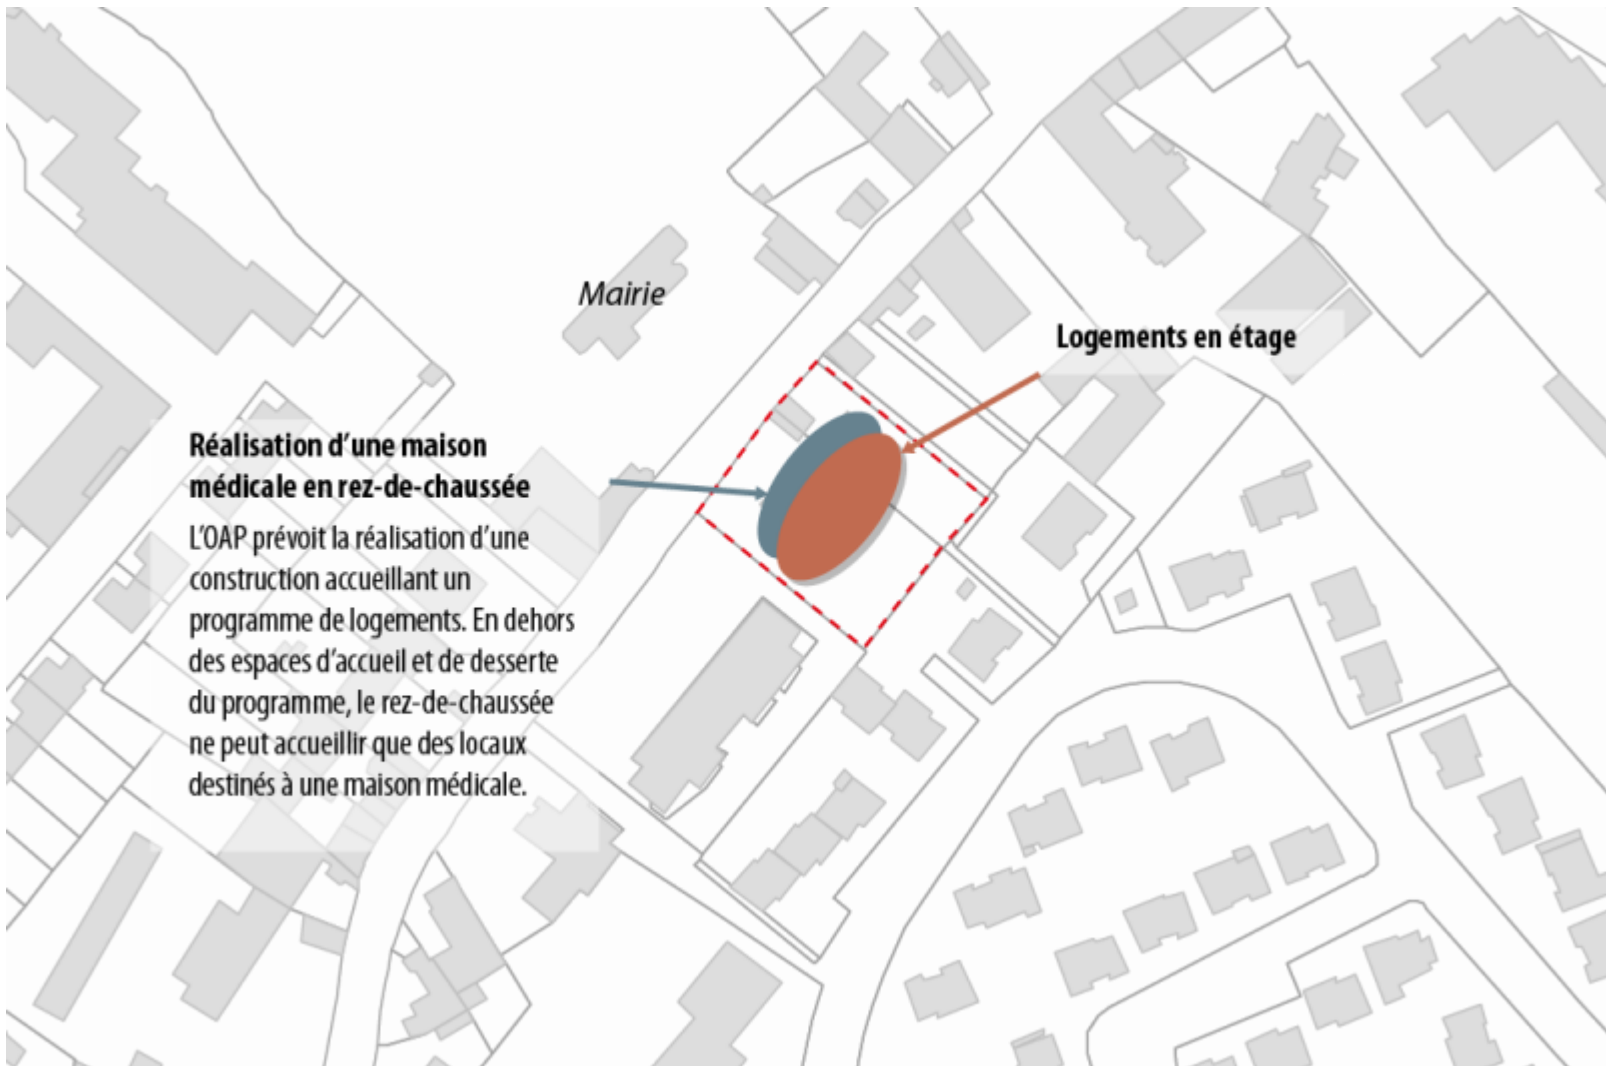 Mairie
Logements en étage
Réalisation d’une maison
médicale en rez-de-chaussée
L’OAP prévoit la réalisation d’une
construction accueillant un
programme de logements. En dehors
des espaces d’accueil et de desserte
du programme, le rez-de-chaussée
ne peut accueillir que des locaux
destinés à une maison médicale.